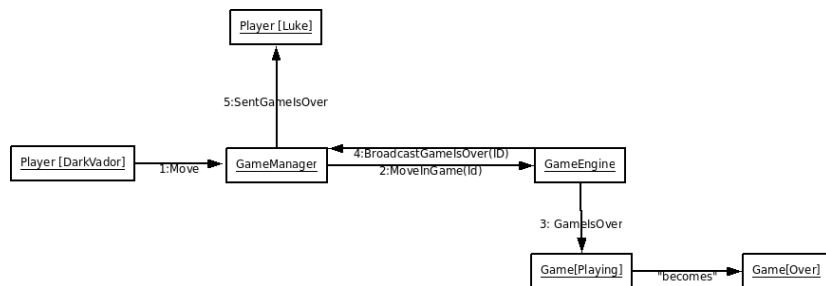 Player [Luke]
5:SentGameIsOver
Player [DarkVador]
1:Move
GameManager
4:BroadcastGameIsOver(ID)
2:MoveInGame(Id)
GameEngine
3: GameIsOver
Game[Playing]
"becomes"
Game[Over]